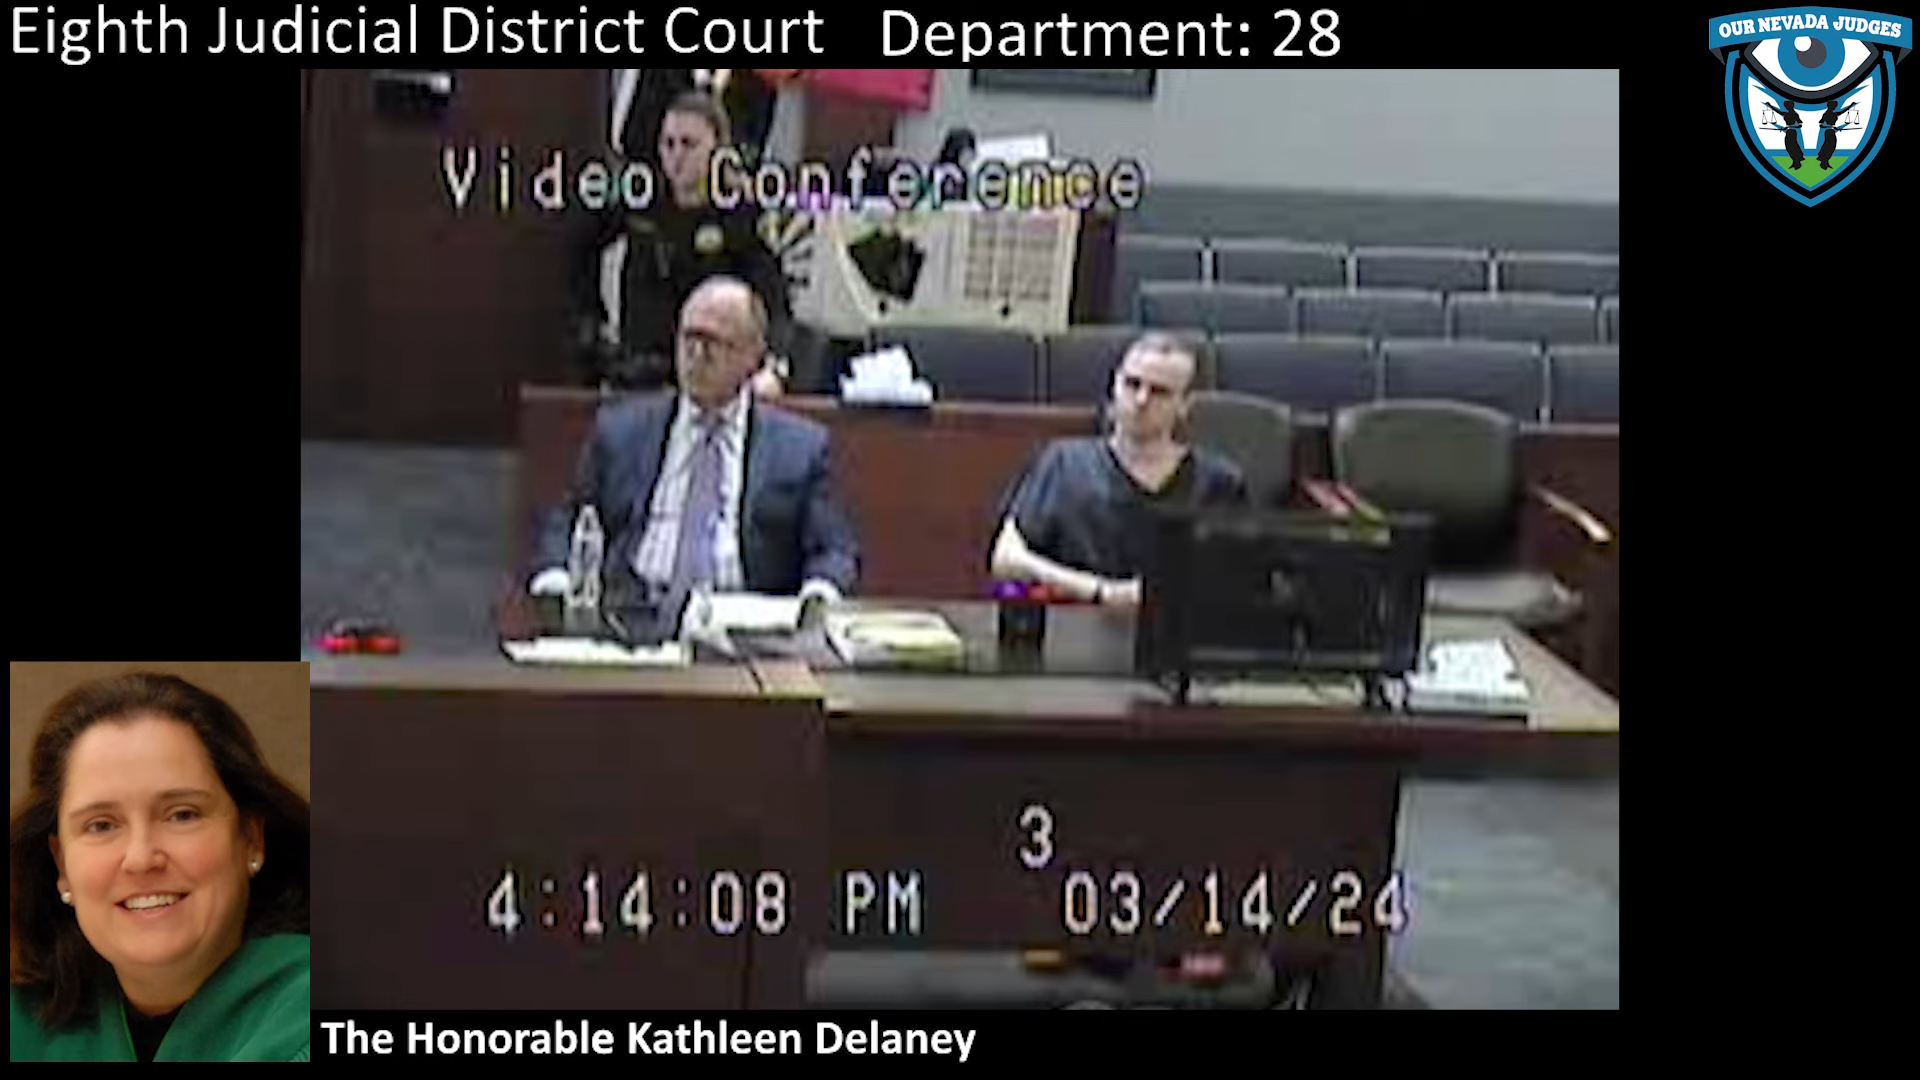 Eighth Judicial District Court Department: 28
OUR NEVADA JUDGES
Video Conference
3
4:14:08 PM 03/14/24
The Honorable Kathleen Delaney